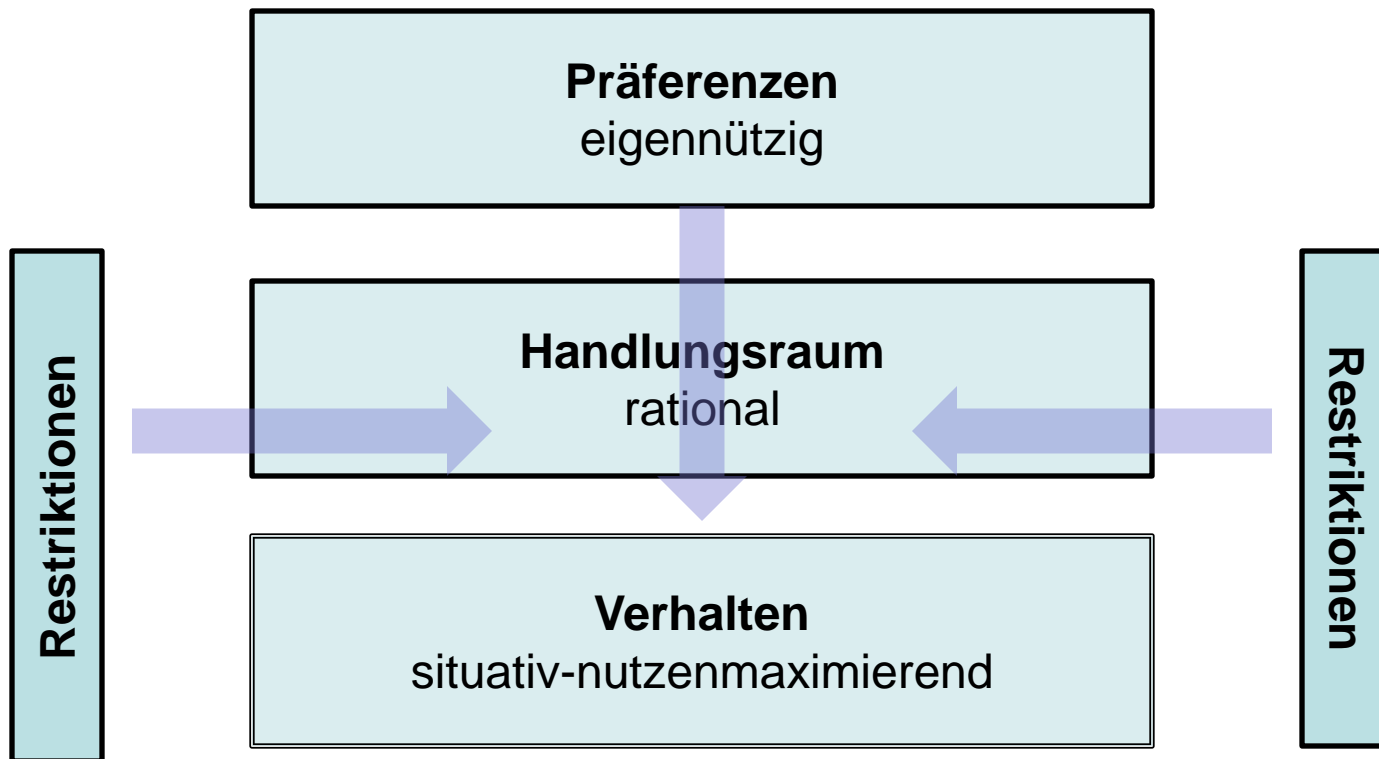 Präferenzen
eigennützig
Restriktionen
Handlungsraum
rational
Restriktionen
Verhalten
situativ-nutzenmaximierend